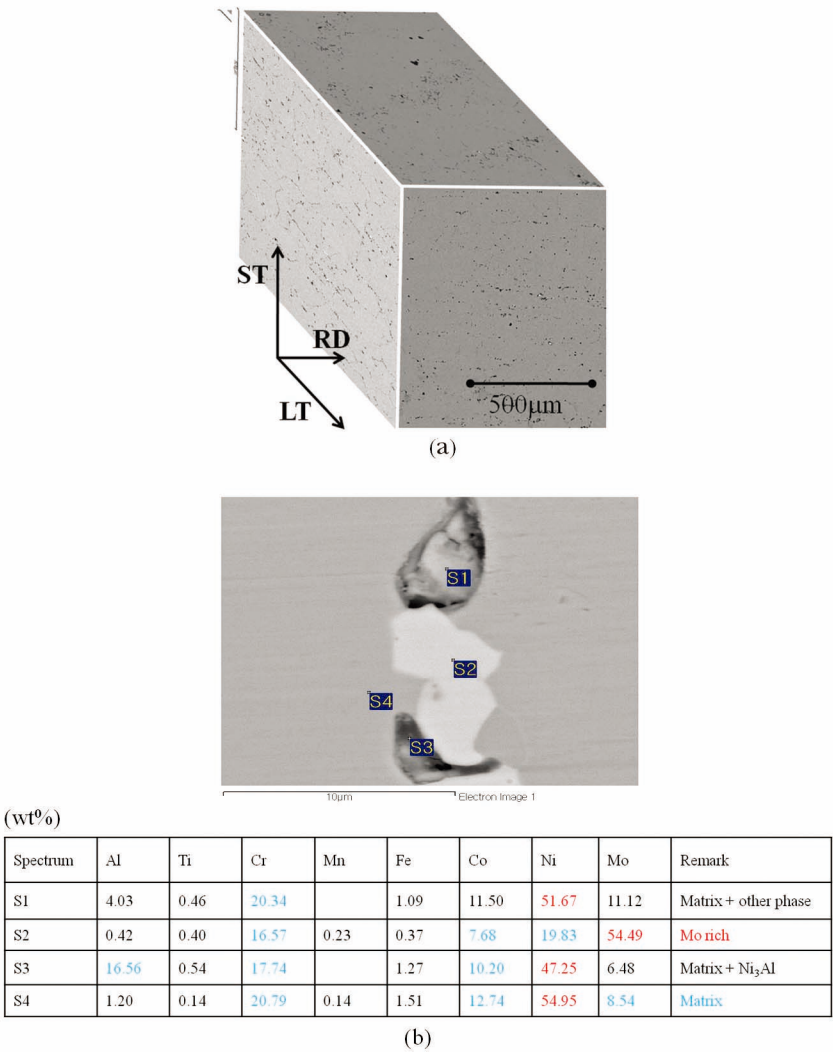 ST
RD
LT
500μm
(a)
S1
S2
S4
S3
10μm Electron Image 1
(wt%)
Spectrum Al Ti Cr Mn Fe Co Ni Mo Remark
S1 4.03 0.46 20.34 1.09 11.50 51.67 11.12 Matrix + other phase
S2 0.42 0.40 16.57 0.23 0.37 7.68 19.83 54.49 Mo rich
S3 16.56 0.54 17.74 1.27 10.20 47.25 6.48 Matrix + Ni₃Al
S4 1.20 0.14 20.79 0.14 1.51 12.74 54.95 8.54 Matrix
(b)